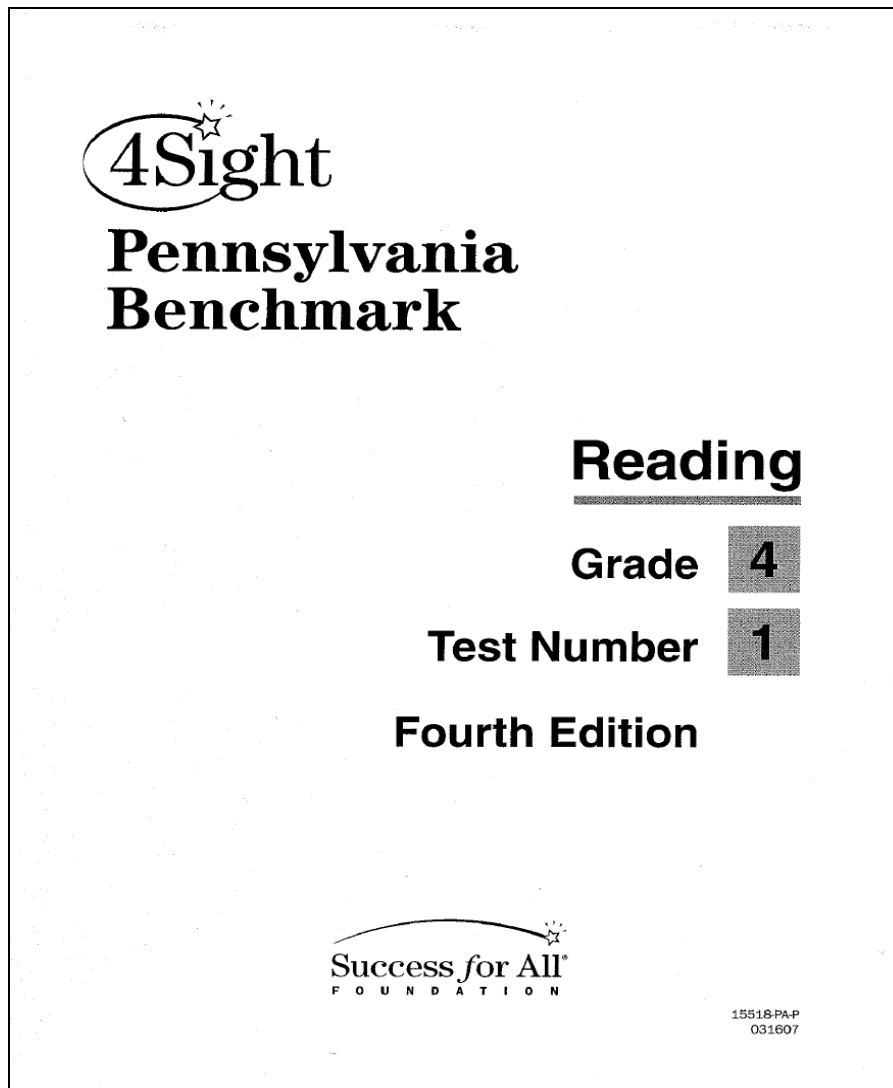 4Sight
Pennsylvania
Benchmark
Reading
Grade 4
Test Number 1
Fourth Edition
Success for All®
FOUNDATION
15518-PA-P
031607